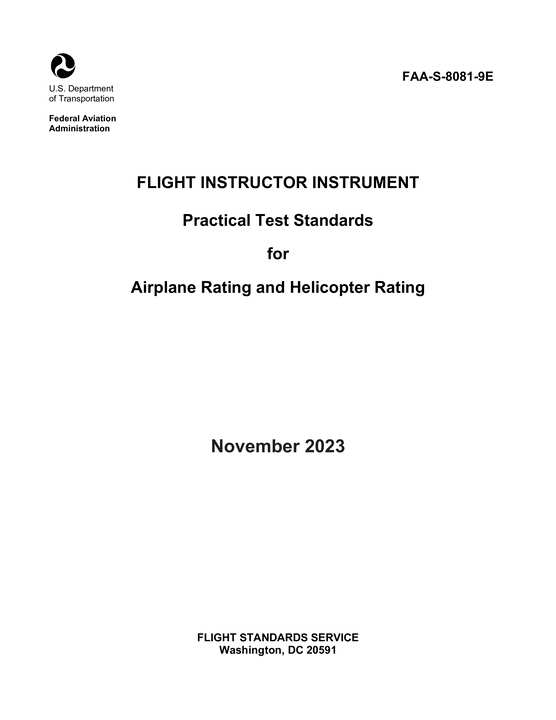 FAA-S-8081-9E
U.S. Department
of Transportation
Federal Aviation
Administration
FLIGHT INSTRUCTOR INSTRUMENT
Practical Test Standards
for
Airplane Rating and Helicopter Rating
November 2023
FLIGHT STANDARDS SERVICE
Washington, DC 20591